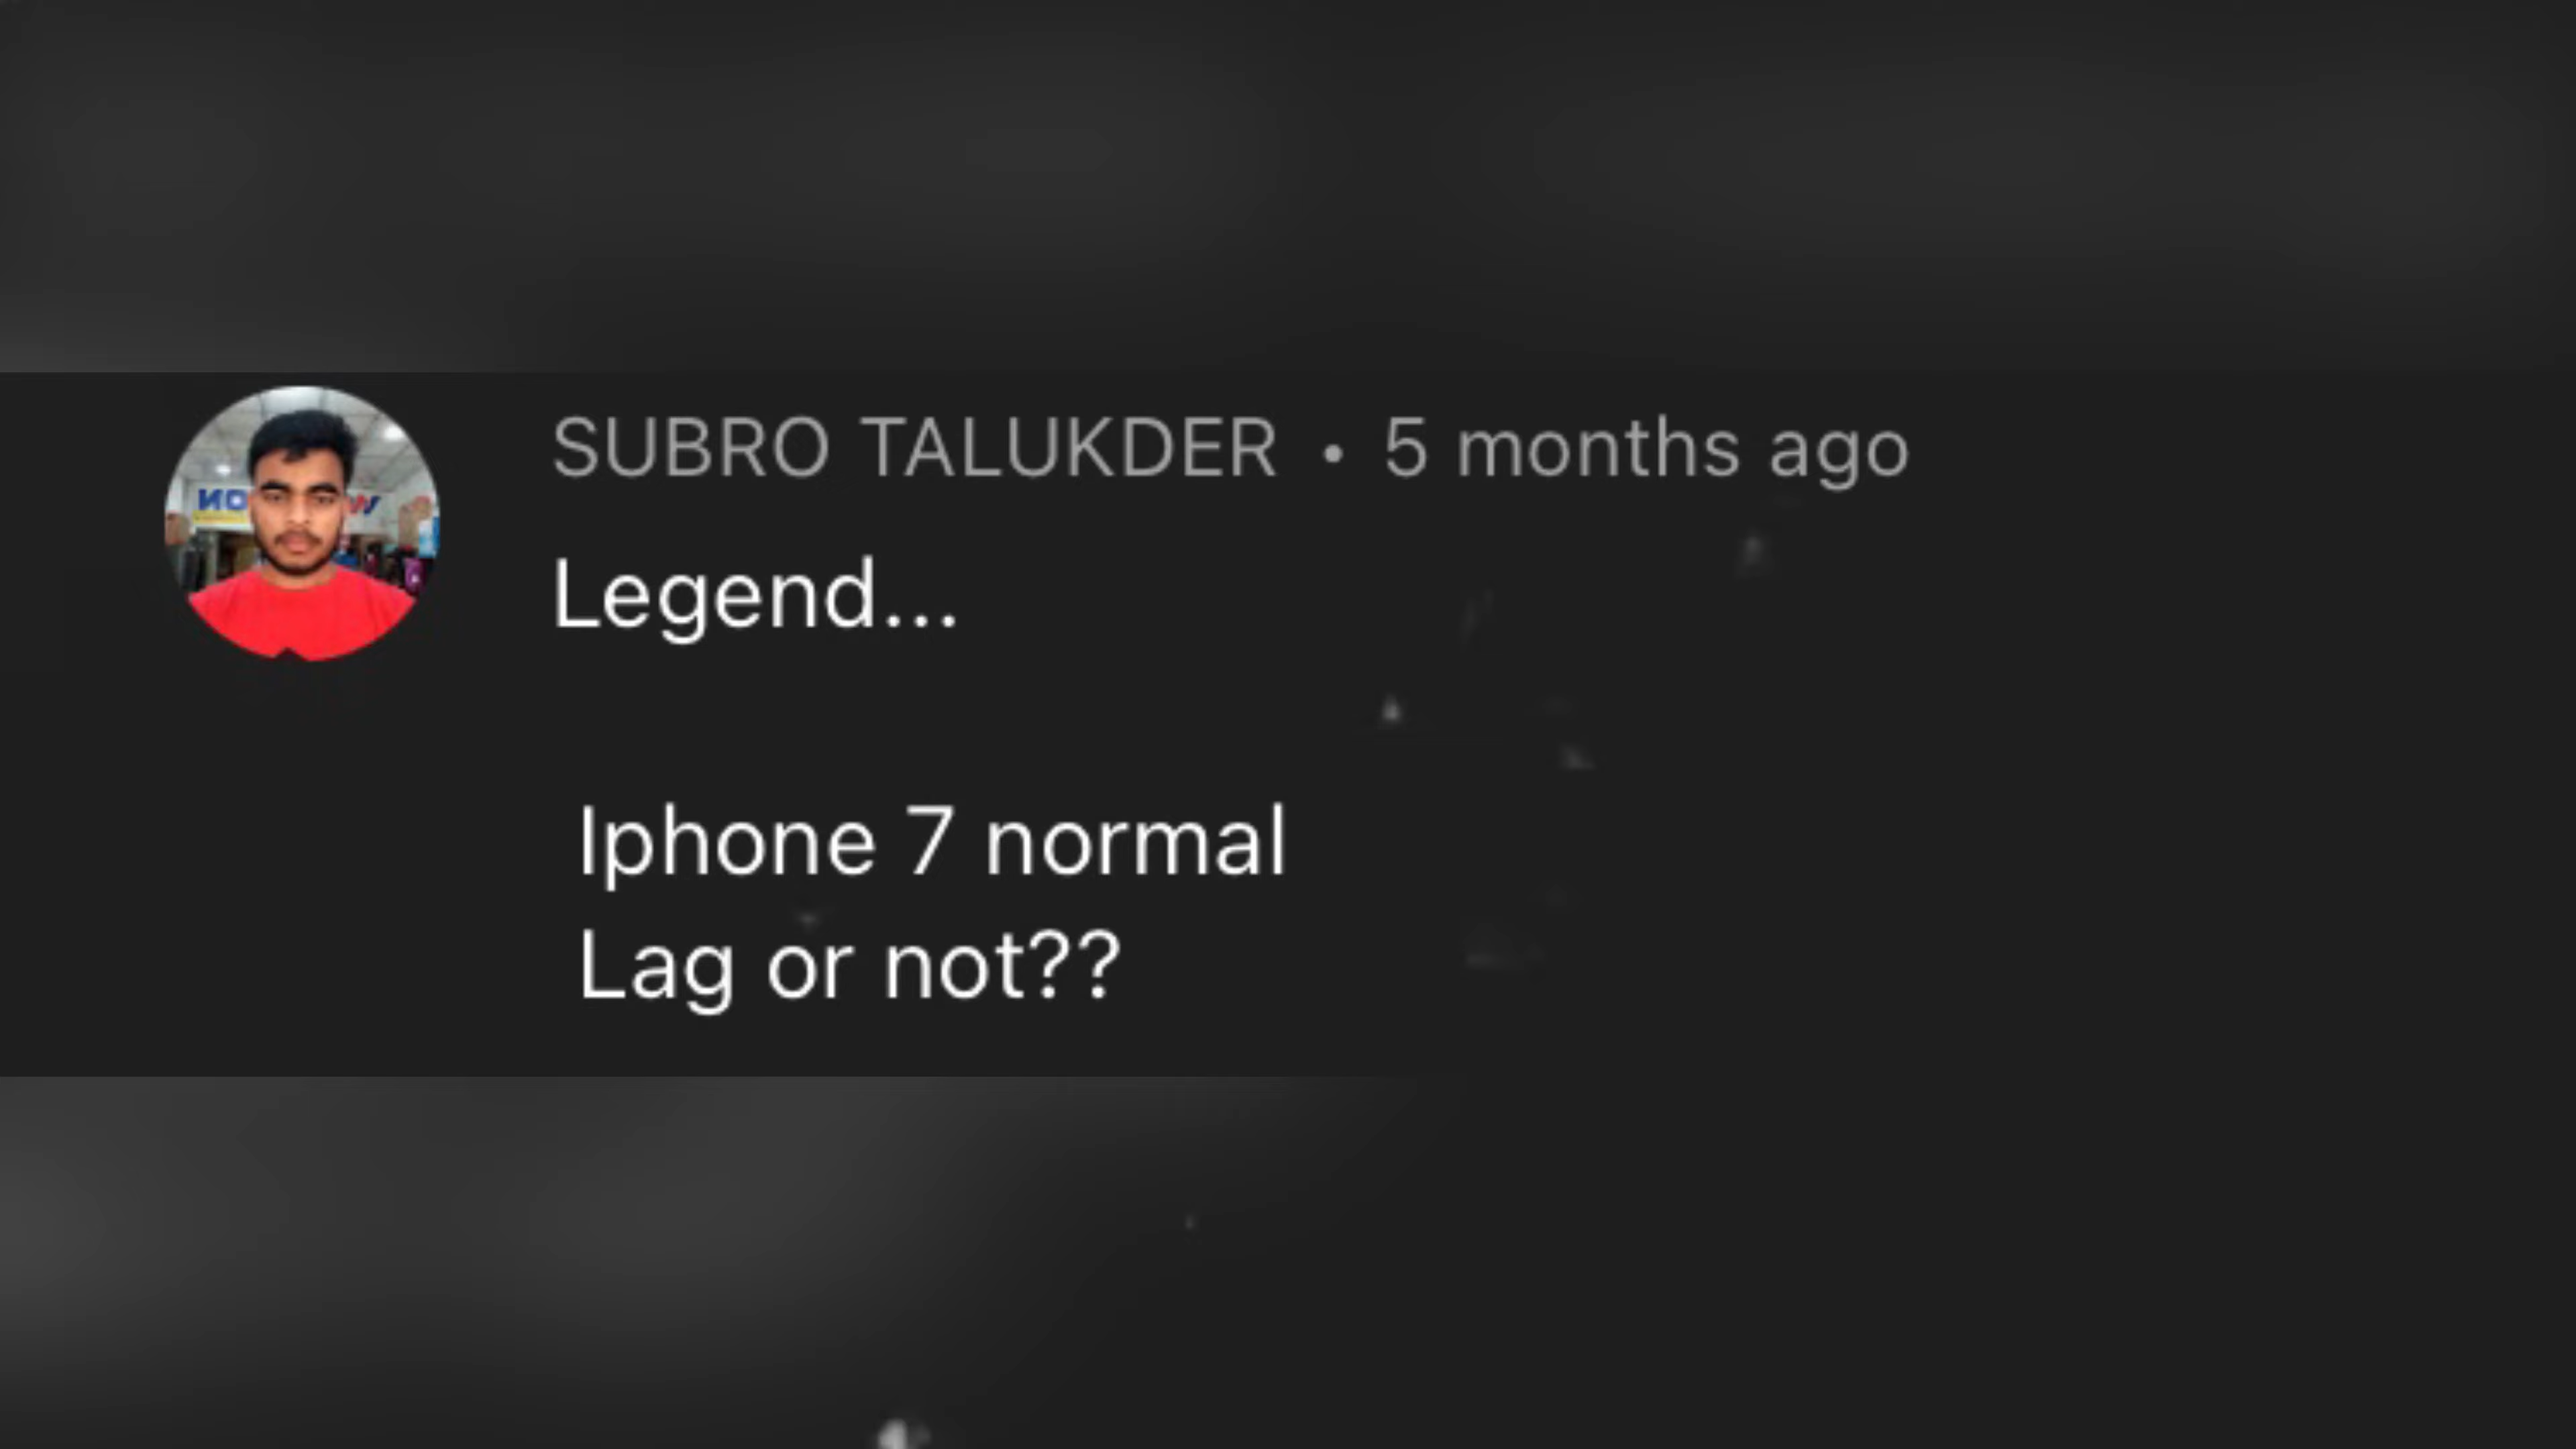 SUBRO TALUKDER • 5 months ago
Legend...
Iphone 7 normal
Lag or not??